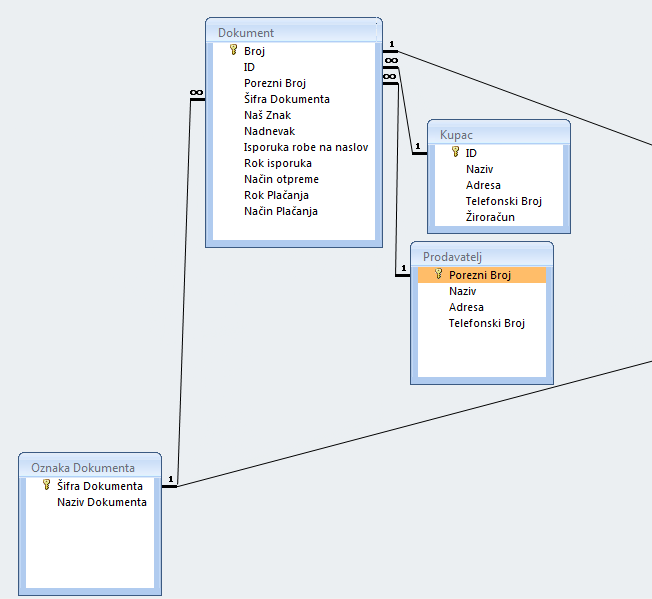 Dokument
Broj
ID
Porezni Broj
Šifra Dokumenta
Naš Znak
Nadnevak
Isporuka robe na naslov
Rok isporuka
Način otpreme
Rok Plačanja
Način Plačanja
1
∞
∞
∞
Kupac
1
ID
Naziv
Adresa
Telefonski Broj
Žiroračun
Prodavatelj
1
Porezni Broj
Naziv
Adresa
Telefonski Broj
Oznaka Dokumenta
Šifra Dokumenta
Naziv Dokumenta
1